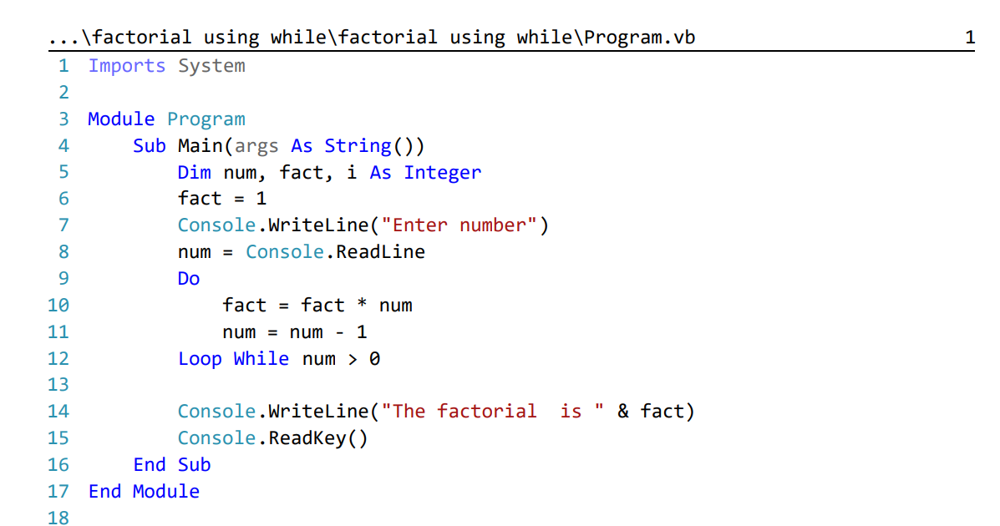 ...\factorial using while\factorial using while\Program.vb 1
1 Imports System
2
3 Module Program
4     Sub Main(args As String())
5         Dim num, fact, i As Integer
6         fact = 1
7         Console.WriteLine("Enter number")
8         num = Console.ReadLine
9         Do
10             fact = fact * num
11             num = num - 1
12         Loop While num > 0
13
14         Console.WriteLine("The factorial  is " & fact)
15         Console.ReadKey()
16     End Sub
17 End Module
18